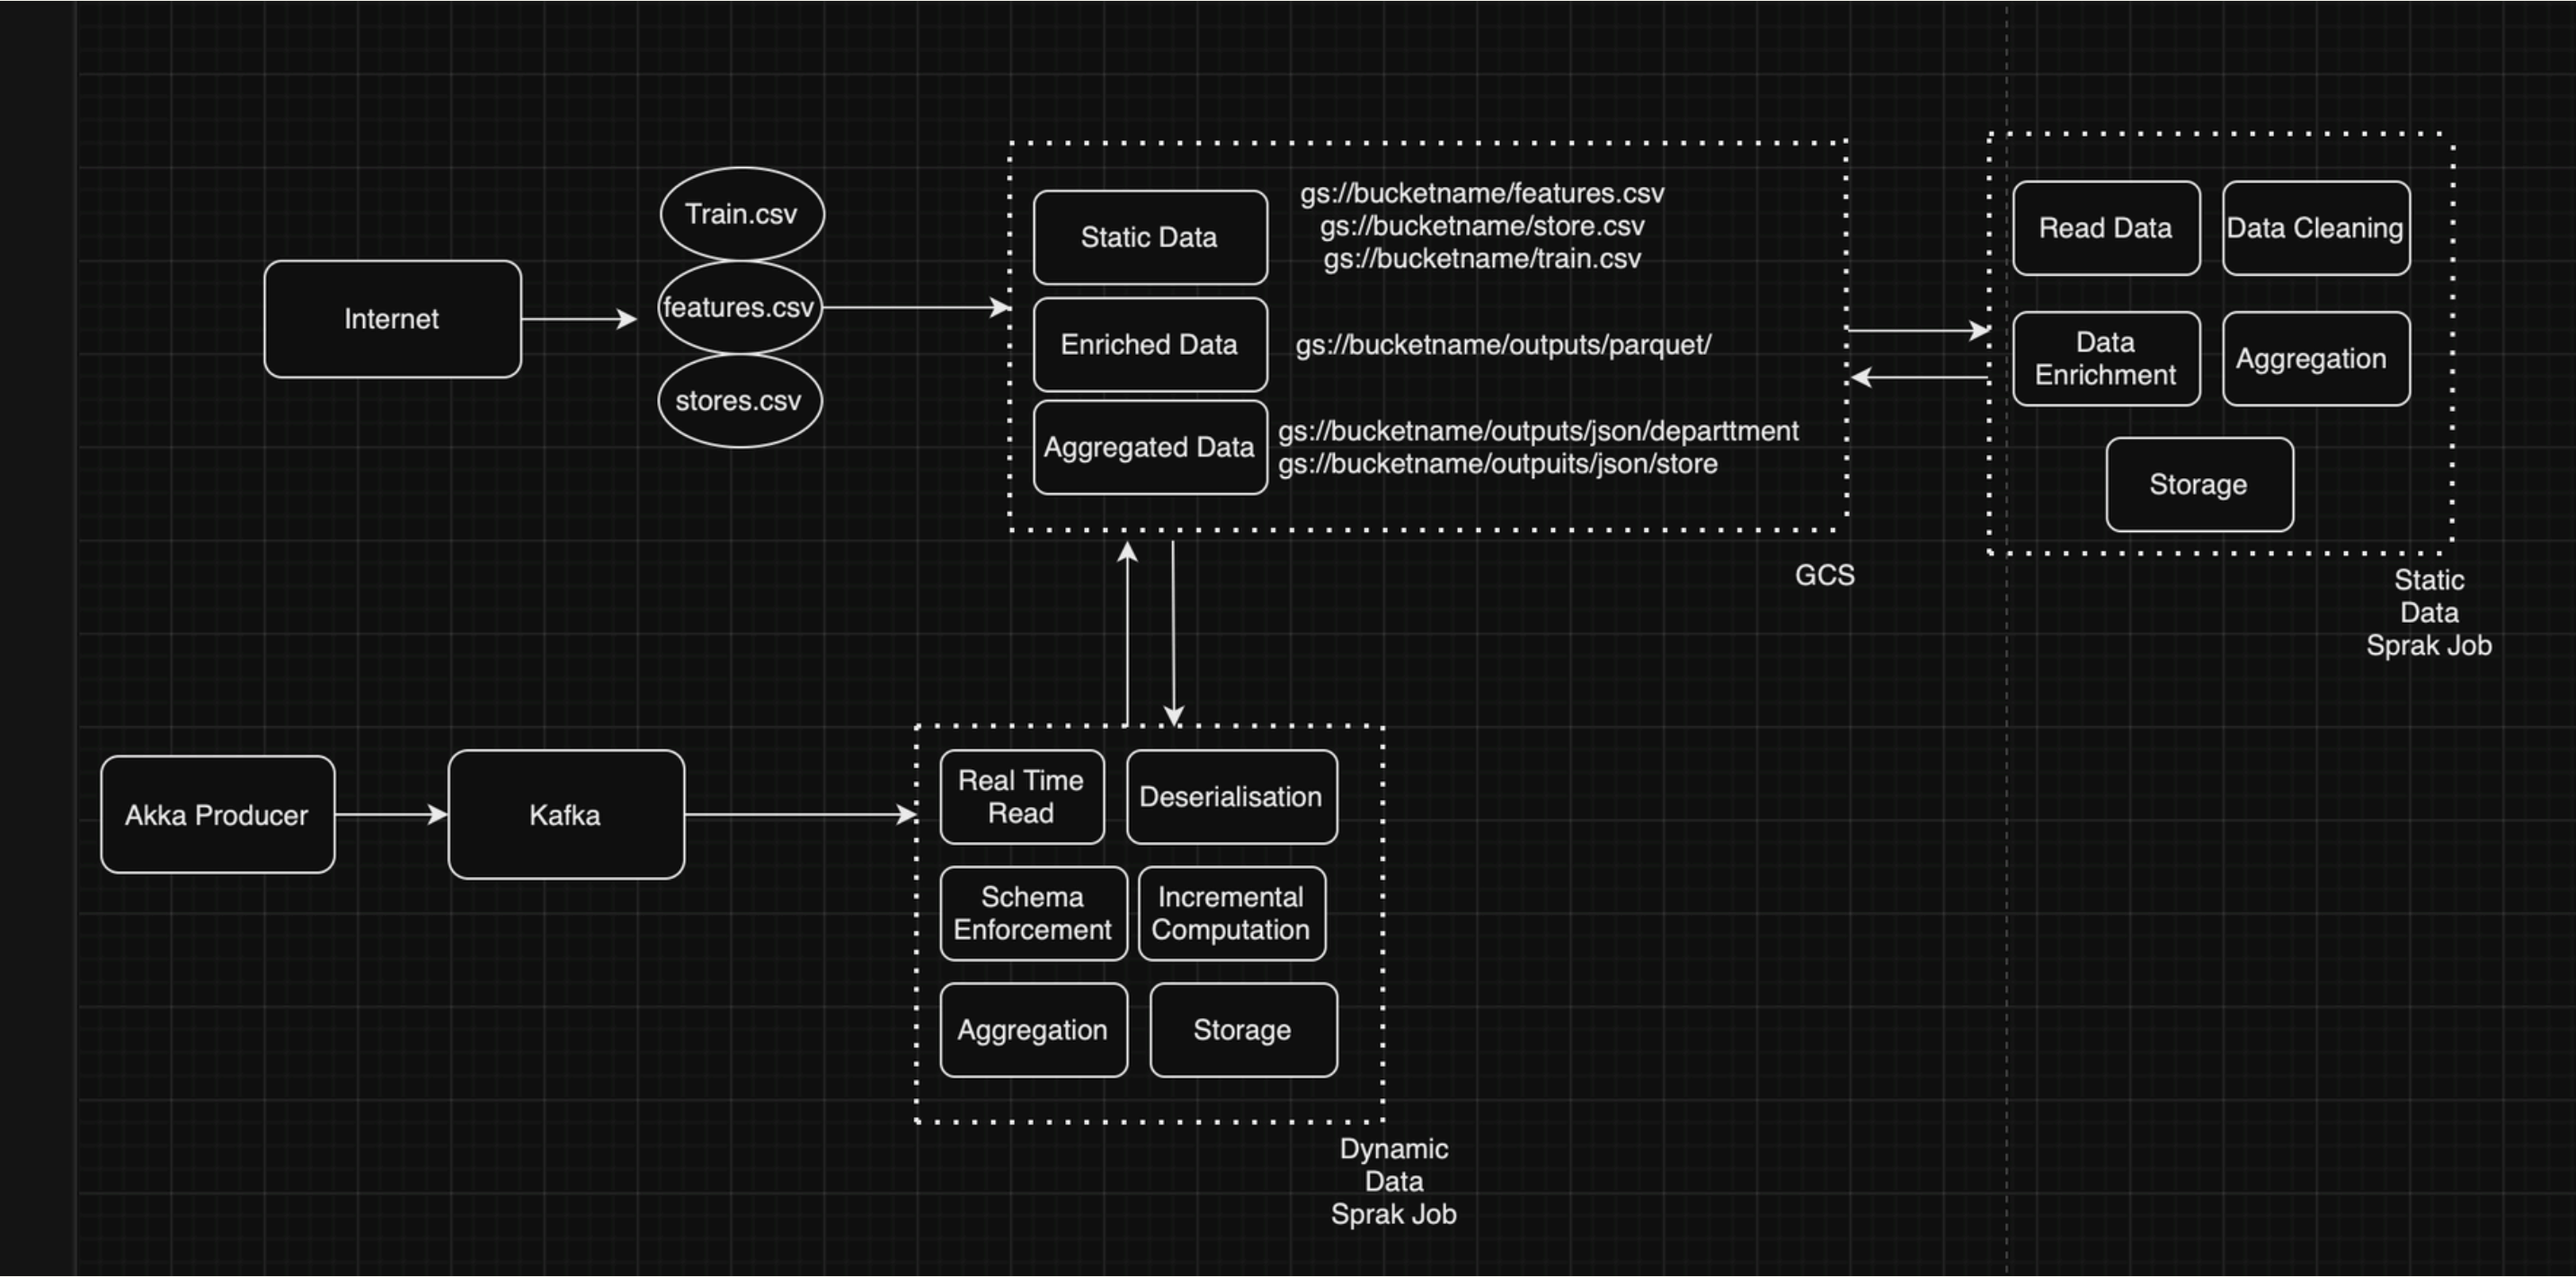 Internet
Train.csv
features.csv
stores.csv
Static Data
gs://bucketname/features.csv
gs://bucketname/store.csv
gs://bucketname/train.csv
Enriched Data
gs://bucketname/outputs/parquet/
Aggregated Data
gs://bucketname/outputs/json/departtment
gs://bucketname/outpuits/json/store
GCS
Read Data
Data Cleaning
Data
Enrichment
Aggregation
Storage
Static
Data
Sprak Job
Akka Producer
Kafka
Real Time
Read
Deserialisation
Schema
Enforcement
Incremental
Computation
Aggregation
Storage
Dynamic
Data
Sprak Job